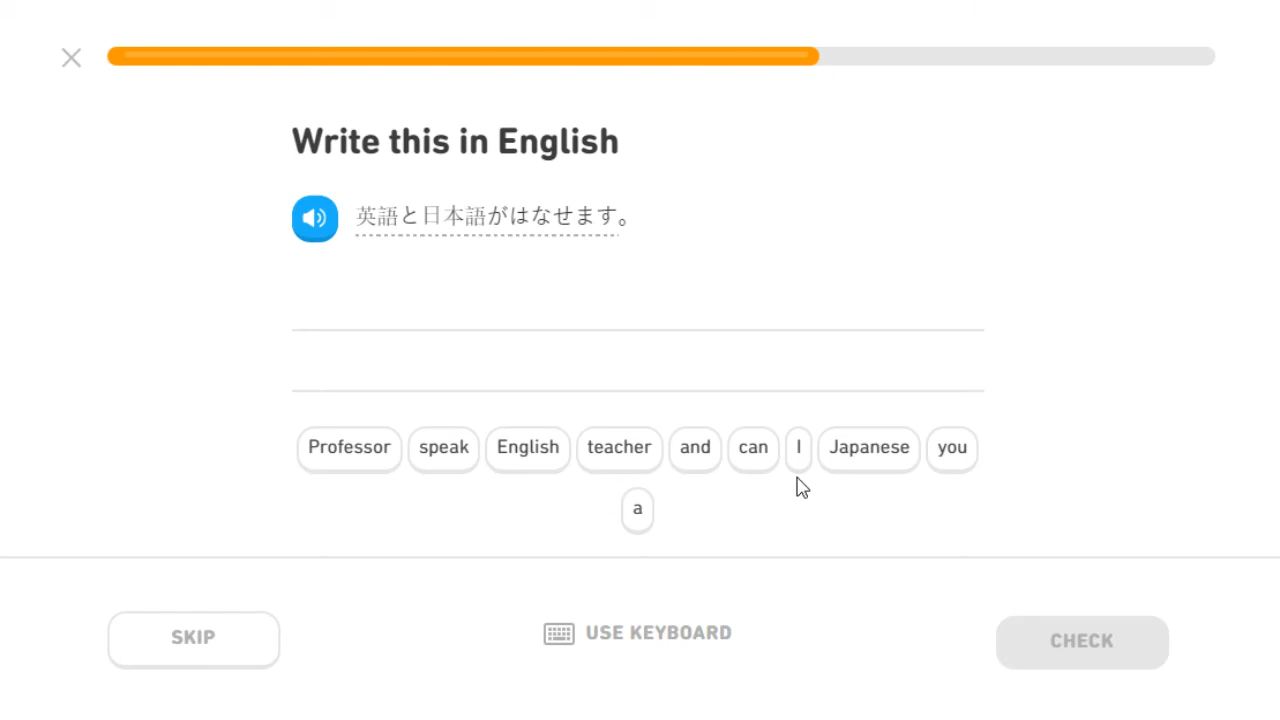 Write this in English
英語と日本語がはなせます。
Professor speak English teacher and can I Japanese you
a
SKIP USE KEYBOARD CHECK